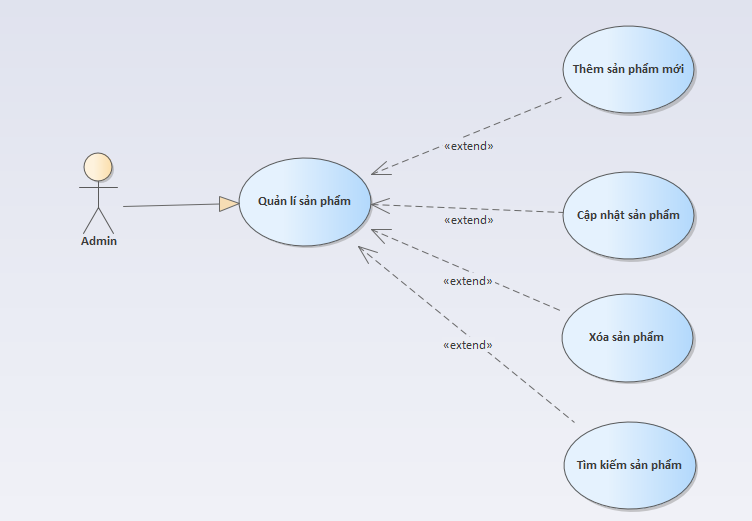 Thêm sản phẩm mới
«extend»
Quản lí sản phẩm
Cập nhật sản phẩm
«extend»
Admin
«extend»
Xóa sản phẩm
«extend»
Tìm kiếm sản phẩm